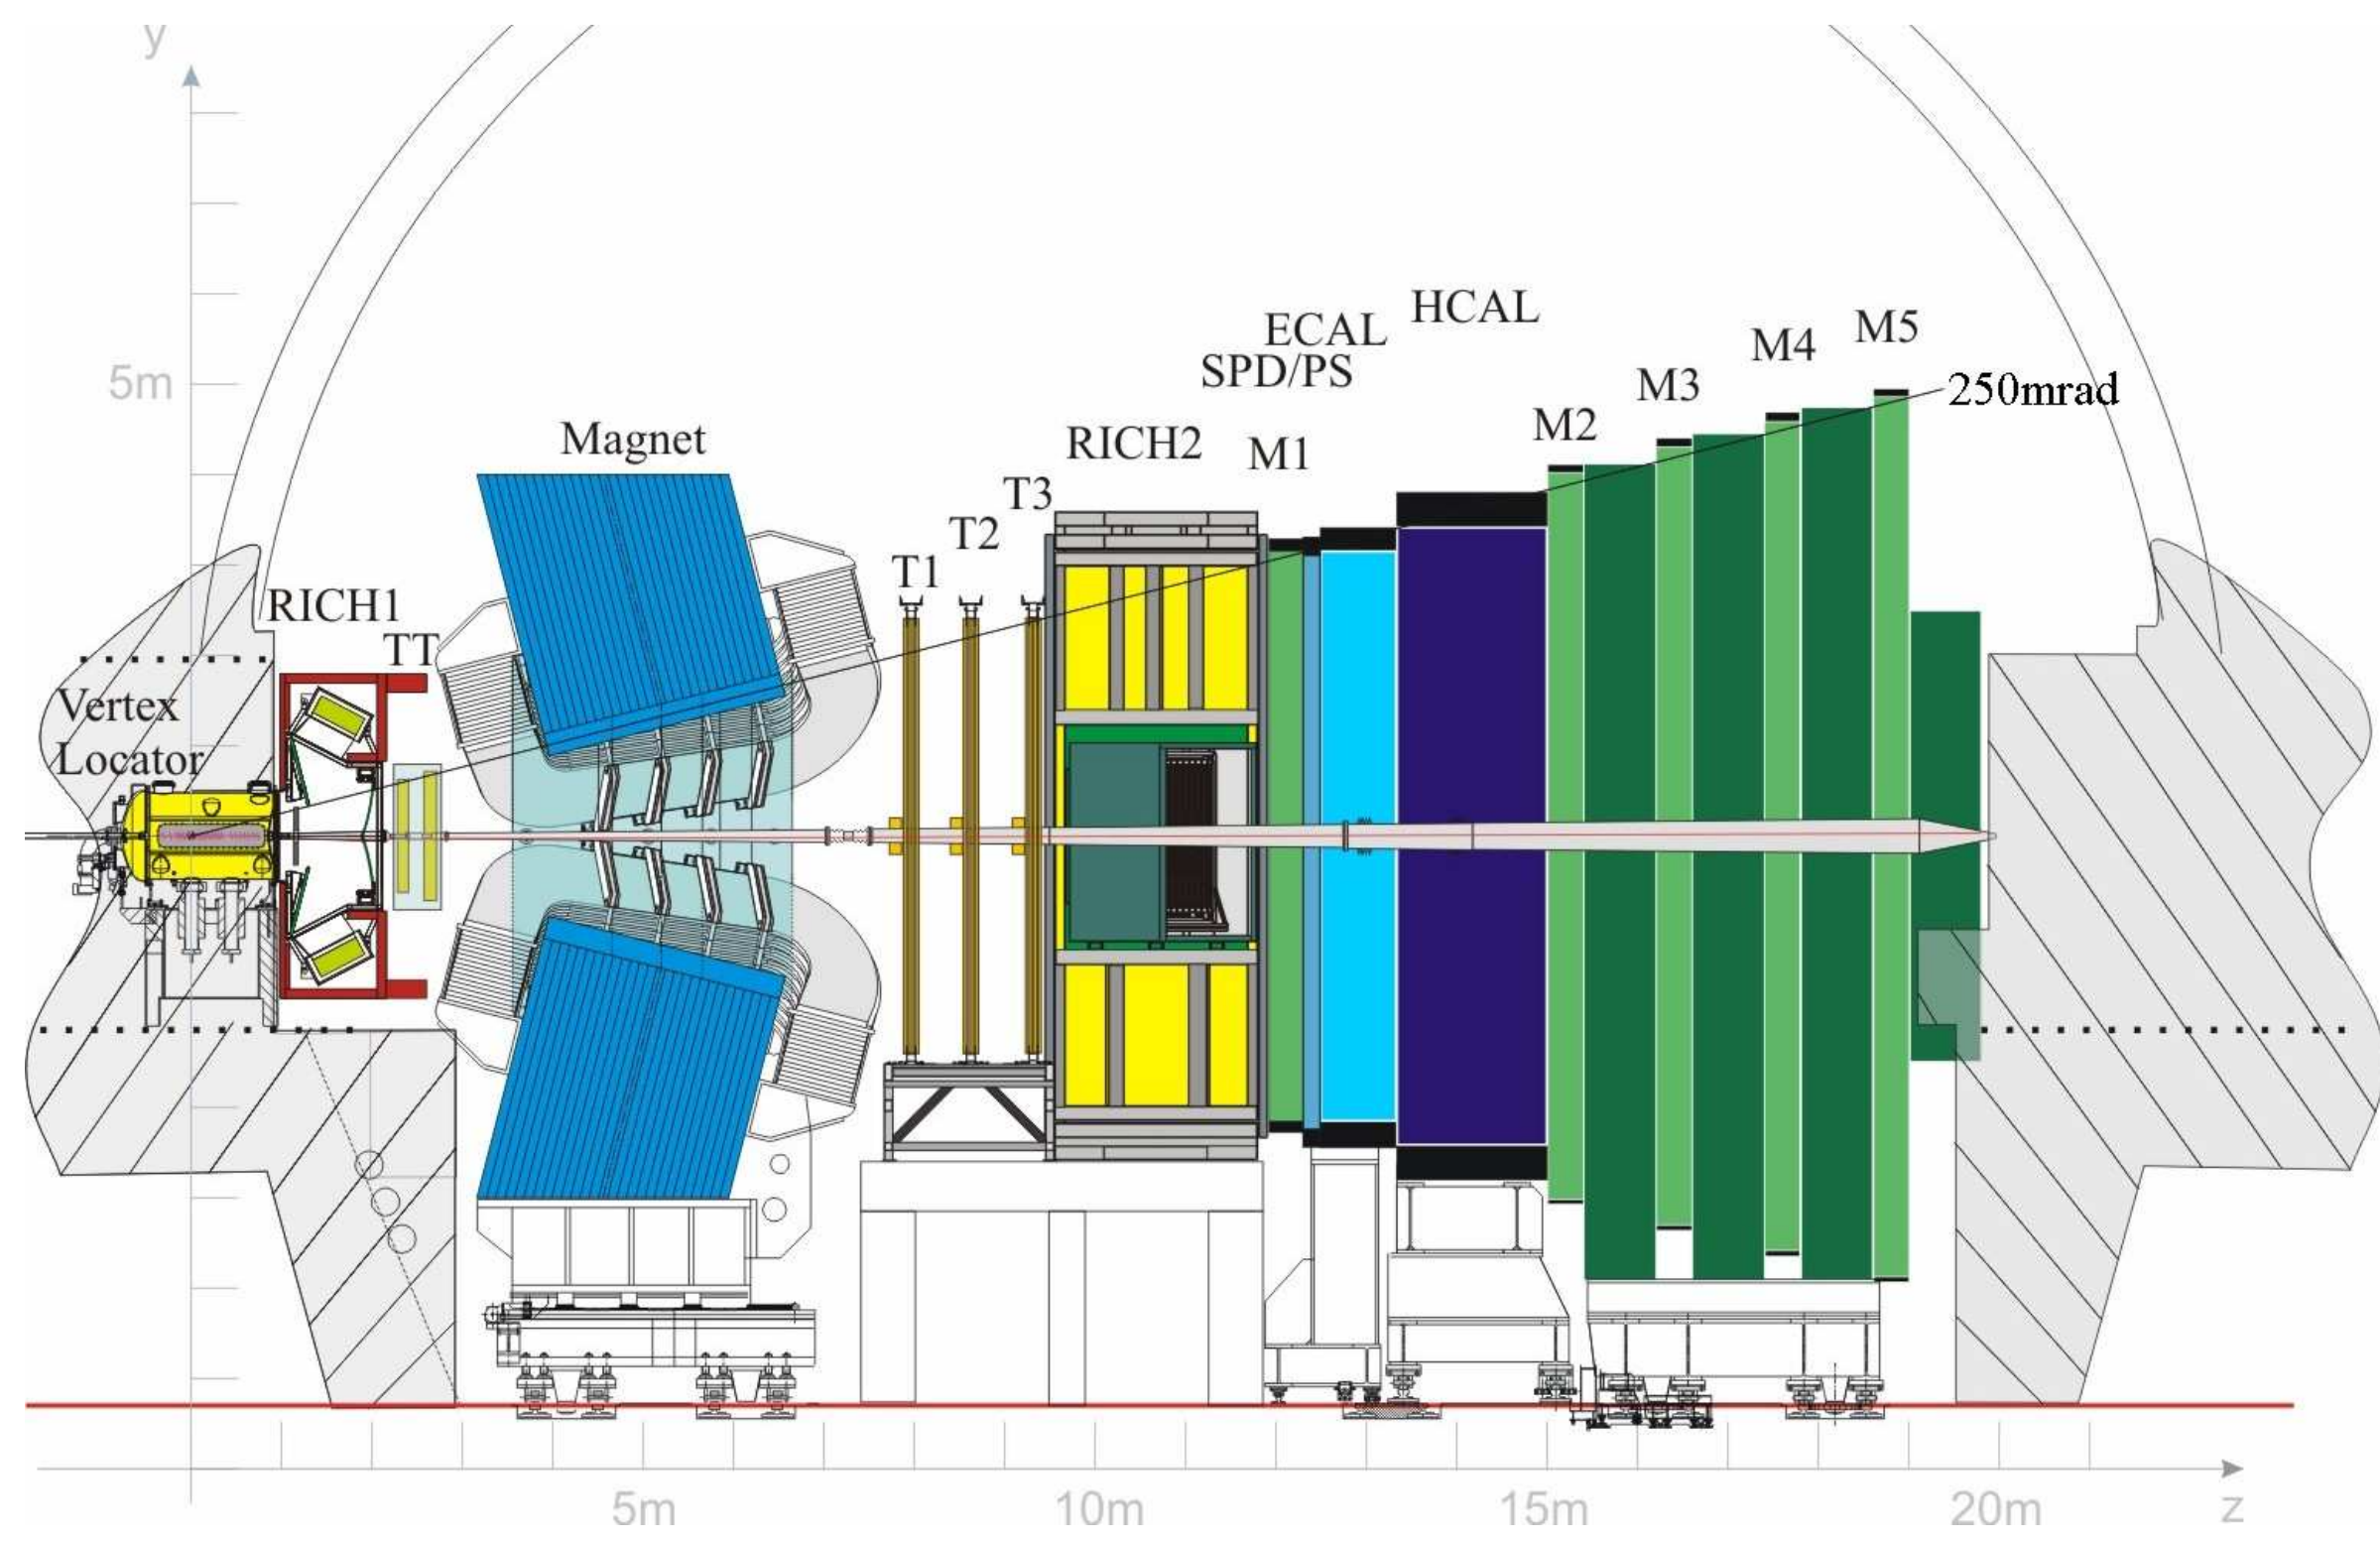 y
5m
HCAL
ECAL
SPD/PS
M5
M4
M3
250mrad
M2
Magnet
RICH2
M1
T3
T2
T1
RICH1
TT
Vertex
Locator
5m
10m
15m
20m
z